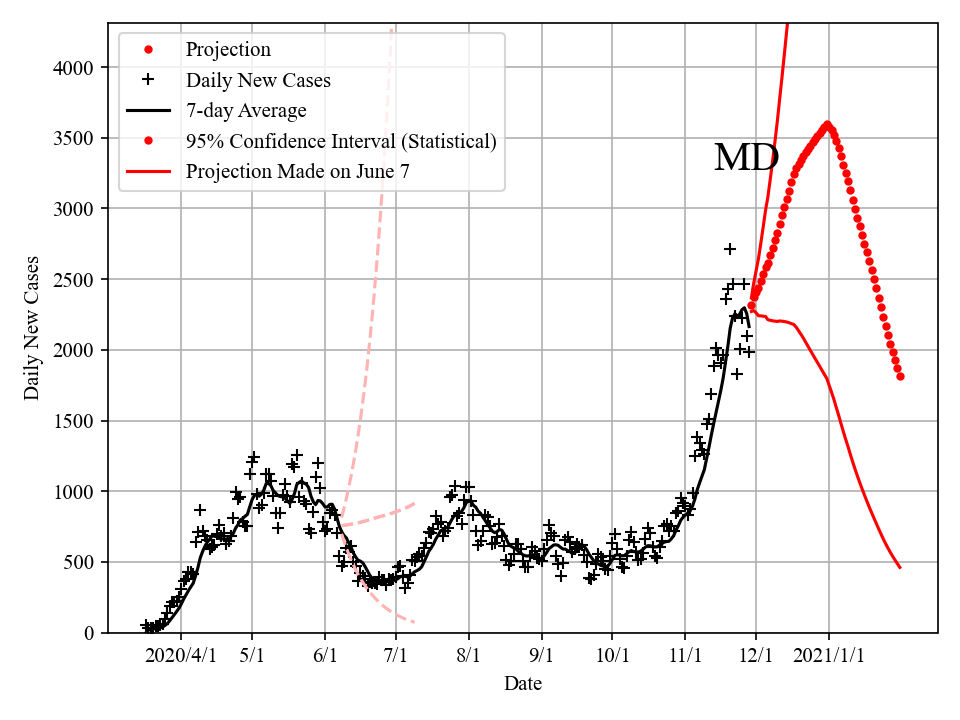 Projection
Daily New Cases
7-day Average
95% Confidence Interval (Statistical)
Projection Made on June 7
MD
4000
3500
3000
2500
2000
1500
1000
500
0
Daily New Cases
2020/4/1 5/1 6/1 7/1 8/1 9/1 10/1 11/1 12/1 2021/1/1
Date